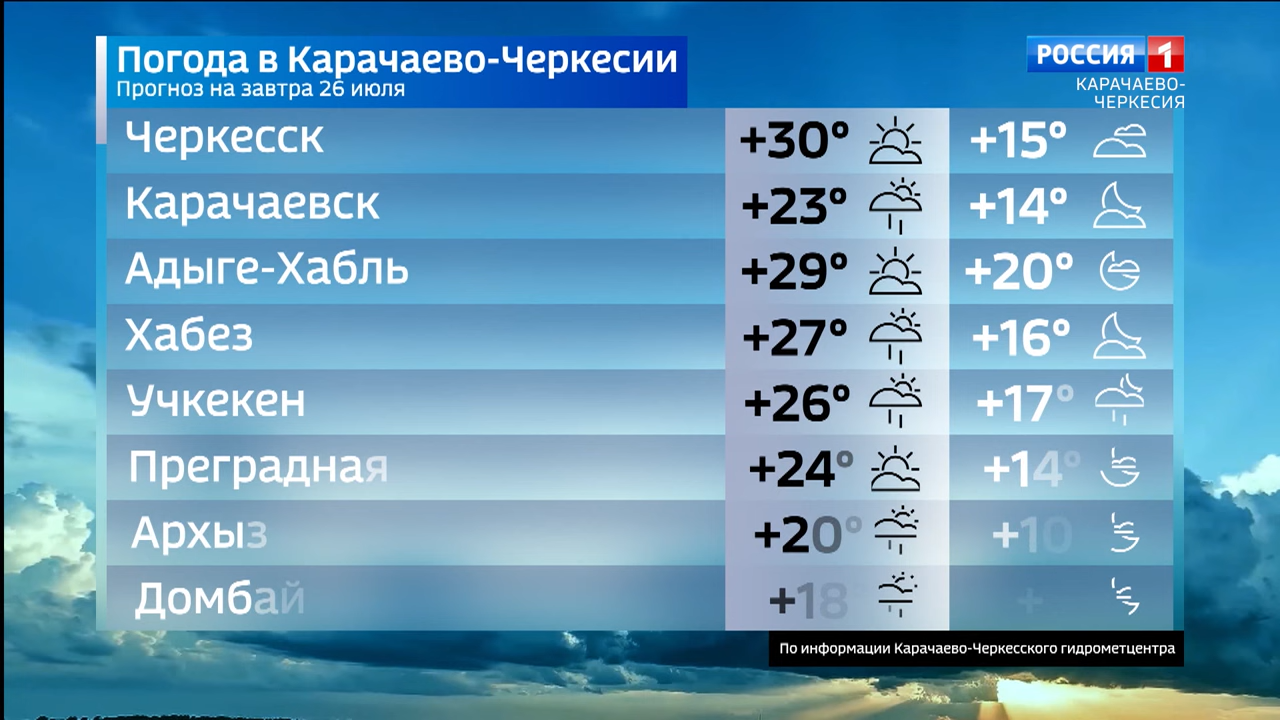 Погода в Карачаево-Черкесии
Прогноз на завтра 26 июля
РОССИЯ 1
КАРАЧАЕВО-
ЧЕРКЕСИЯ
Черкесск +30° +15°
Карачаевск +23° +14°
Адыге-Хабль +29° +20°
Хабез +27° +16°
Учкекен +26° +17°
Преградная +24° +14°
Архыз +20° +10
Домбай +18
По информации Карачаево-Черкесского гидрометцентра